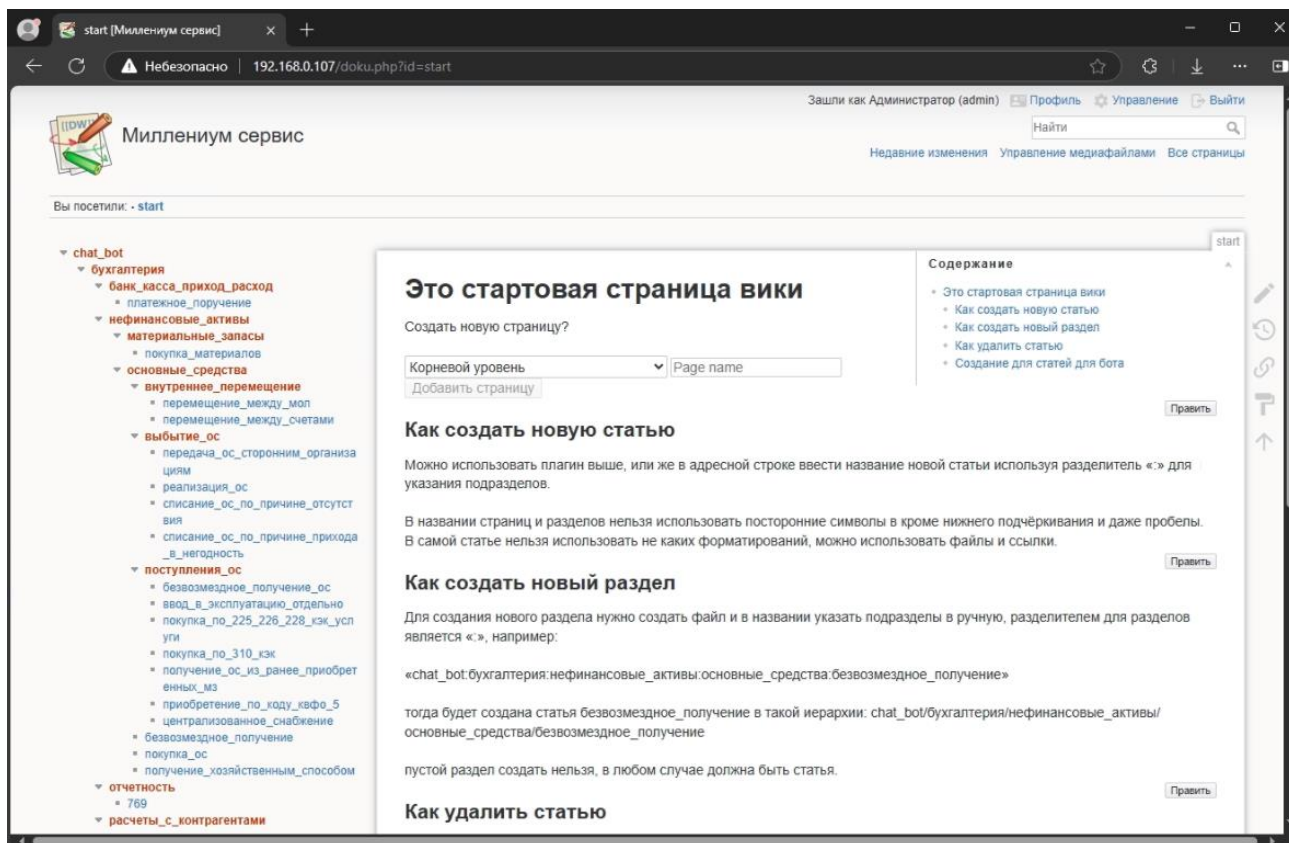 start [Миллениум сервис]
Небезопасно
192.168.0.107/doku.php?id=start
Зашли как Администратор (admin) Профиль Управление Выйти
((DW))
Миллениум сервис
Найти
Недавние изменения Управление медиафайлами Все страницы
Вы посетили: • start
start
chat_bot
бухгалтерия
банк_касса_приход_расход
платежное_поручение
нефинансовые_активы
материальные_запасы
покупка_материалов
основные_средства
внутреннее_перемещение
перемещение_между_мол
перемещение_между_счетами
выбытие_ос
передача_ос_сторонним_организа
циям
реализация_ос
списание_ос_по_причине_отсутст
вия
списание_ос_по_причине_прихода
_в_негодность
поступления_ос
безвозмездное_получение_ос
ввод_в_эксплуатацию_отдельно
покупка_по_225_226_228_кэк_усл
уги
покупка_по_310_кэк
получение_ос_из_ранее_приобрет
енных_мз
приобретение_по_коду_квфо_5
централизованное_снабжение
безвозмездное_получение
покупка_ос
получение_хозяйственным_способом
отчетность
769
расчеты_с_контрагентами
Это стартовая страница вики
Создать новую страницу?
Корневой уровень
Page name
Добавить страницу
Содержание
Это стартовая страница вики
Как создать новую статью
Как создать новый раздел
Как удалить статью
Создание для статей для бота
Править
Как создать новую статью
Можно использовать плагин выше, или же в адресной строке ввести название новой статьи используя разделитель «:» для
указания подразделов.
В названии страниц и разделов нельзя использовать посторонние символы в кроме нижнего подчёркивания и даже пробелы.
В самой статье нельзя использовать не каких форматирований, можно использовать файлы и ссылки.
Править
Как создать новый раздел
Для создания нового раздела нужно создать файл и в названии указать подразделы в ручную, разделителем для разделов
является «:», например:
«chat_bot:бухгалтерия:нефинансовые_активы:основные_средства:безвозмездное_получение»
тогда будет создана статья безвозмездное_получение в такой иерархии: chat_bot/бухгалтерия/нефинансовые_активы/
основные_средства/безвозмездное_получение
пустой раздел создать нельзя, в любом случае должна быть статья.
Править
Как удалить статью